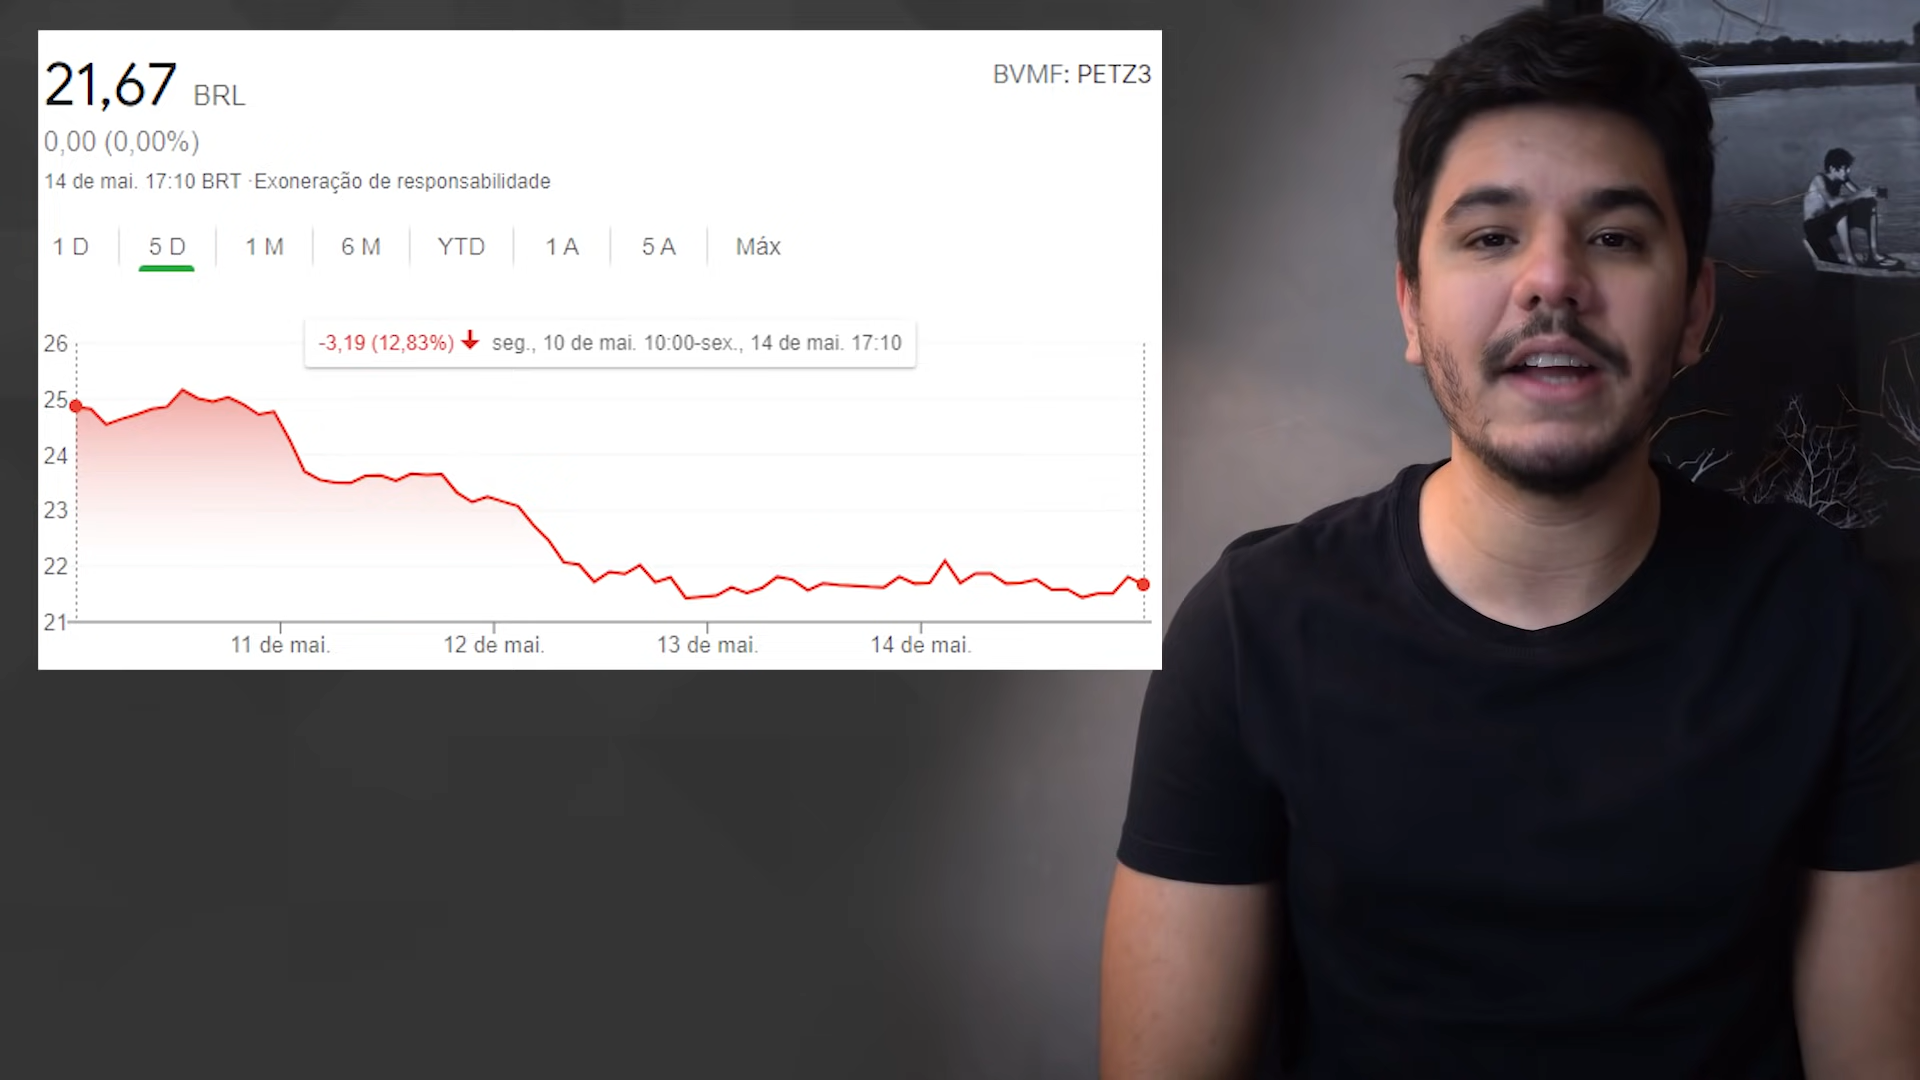 21,67 BRL
BVMF: PETZ3
0,00 (0,00%)
14 de mai. 17:10 BRT ·Exoneração de responsabilidade
1 D 5 D 1 M 6 M YTD 1 A 5 A Máx
-3,19 (12,83%) seg., 10 de mai. 10:00-sex., 14 de mai. 17:10
26
25
24
23
22
21
11 de mai. 12 de mai. 13 de mai. 14 de mai.